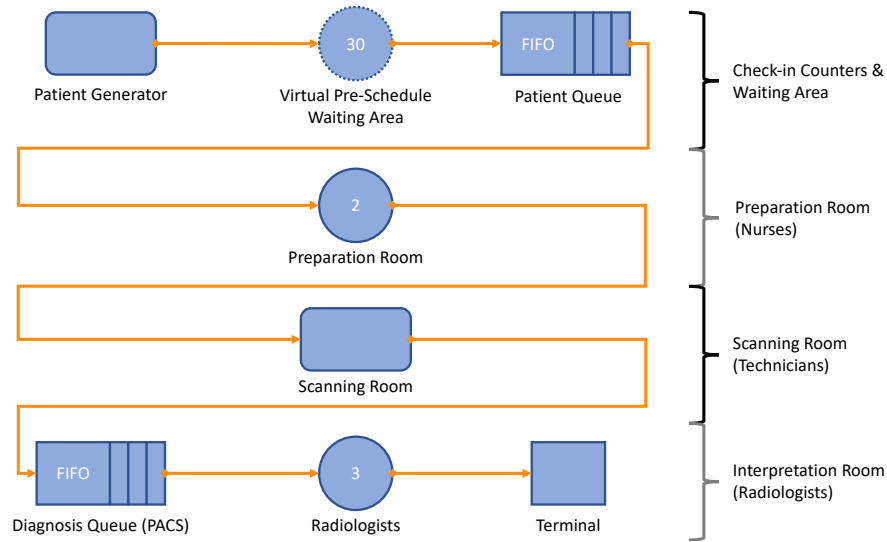 30
FIFO
Patient Generator
Virtual Pre-Schedule
Waiting Area
Patient Queue
Check-in Counters &
Waiting Area
2
Preparation Room
Preparation Room
(Nurses)
Scanning Room
Scanning Room
(Technicians)
FIFO
3
Diagnosis Queue (PACS)
Radiologists
Terminal
Interpretation Room
(Radiologists)